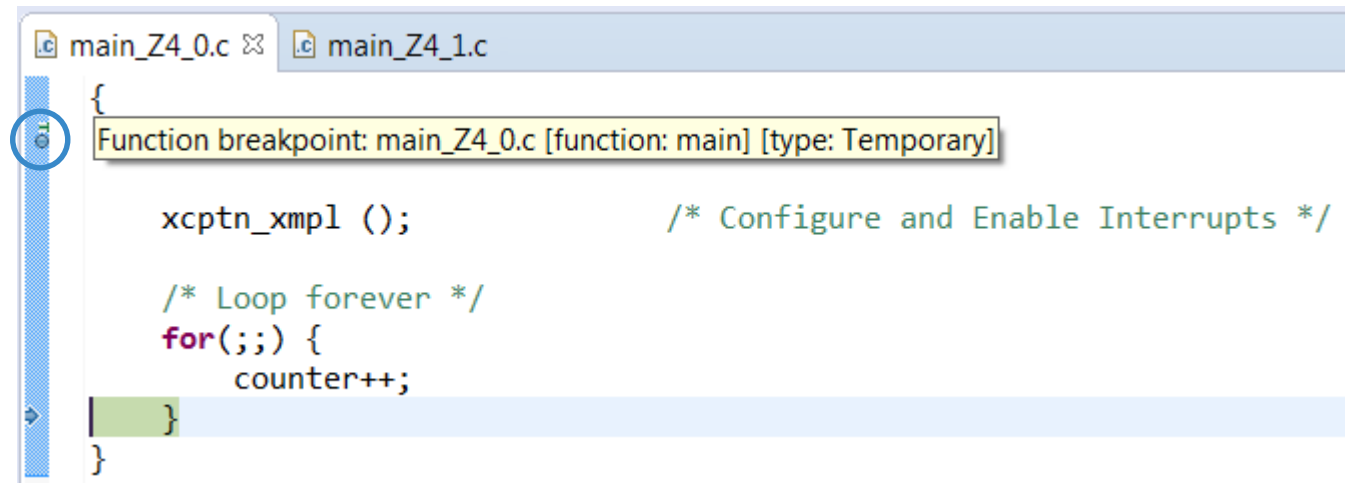 main_Z4_0.c main_Z4_1.c
{
Function breakpoint: main_Z4_0.c [function: main] [type: Temporary]
xcptn_xmpl (); /* Configure and Enable Interrupts */
/* Loop forever */
for(;;) {
counter++;
}
}